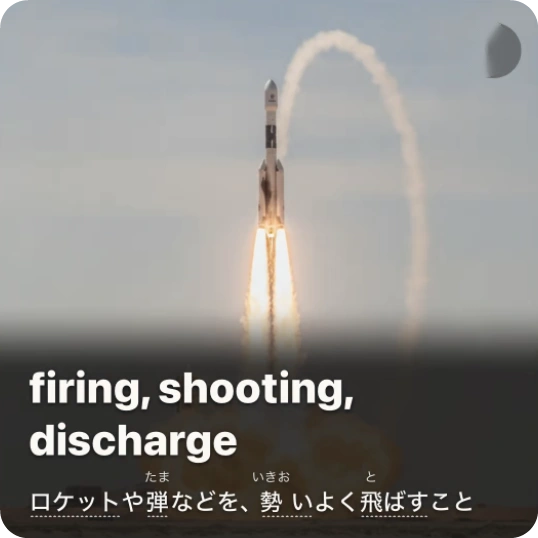 firing, shooting,
discharge
たま いきお と
ロケットや弾などを、勢いよく飛ばすこと